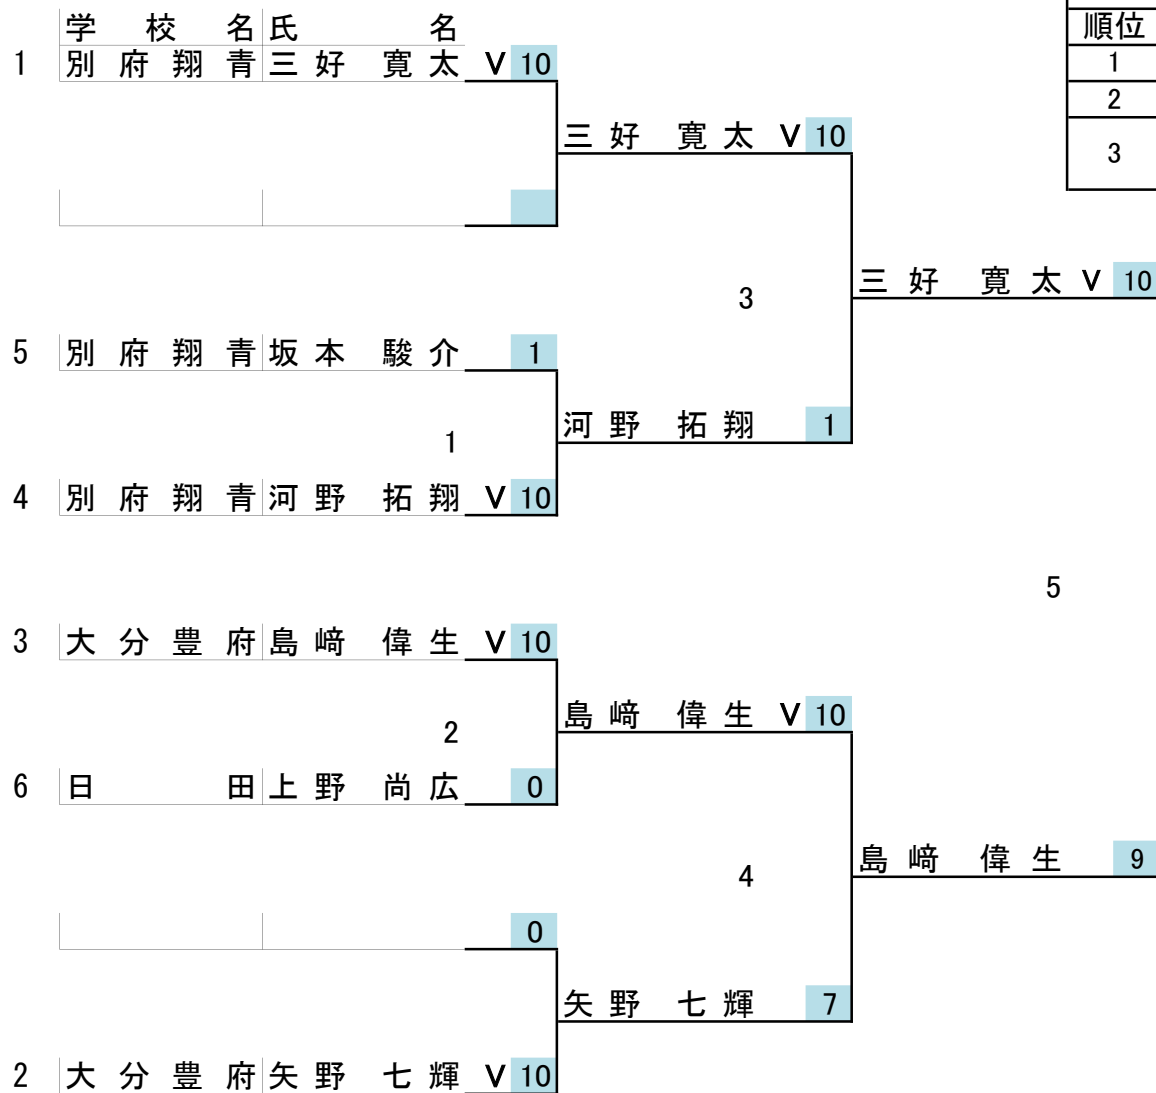 学 校 名 氏 名
順位
1 別府翔青 三好 寛太 V 10
1
2
三好 寛太 V 10
3
三好 寛太 V 10
3
5 別府翔青 坂本 駿介 1
河野 拓翔 1
1
4 別府翔青 河野 拓翔 V 10
5
3 大分豊府 島﨑 偉生 V 10
島﨑 偉生 V 10
2
6 日田 上野 尚広 0
島﨑 偉生 9
4
0
矢野 七輝 7
2 大分豊府 矢野 七輝 V 10